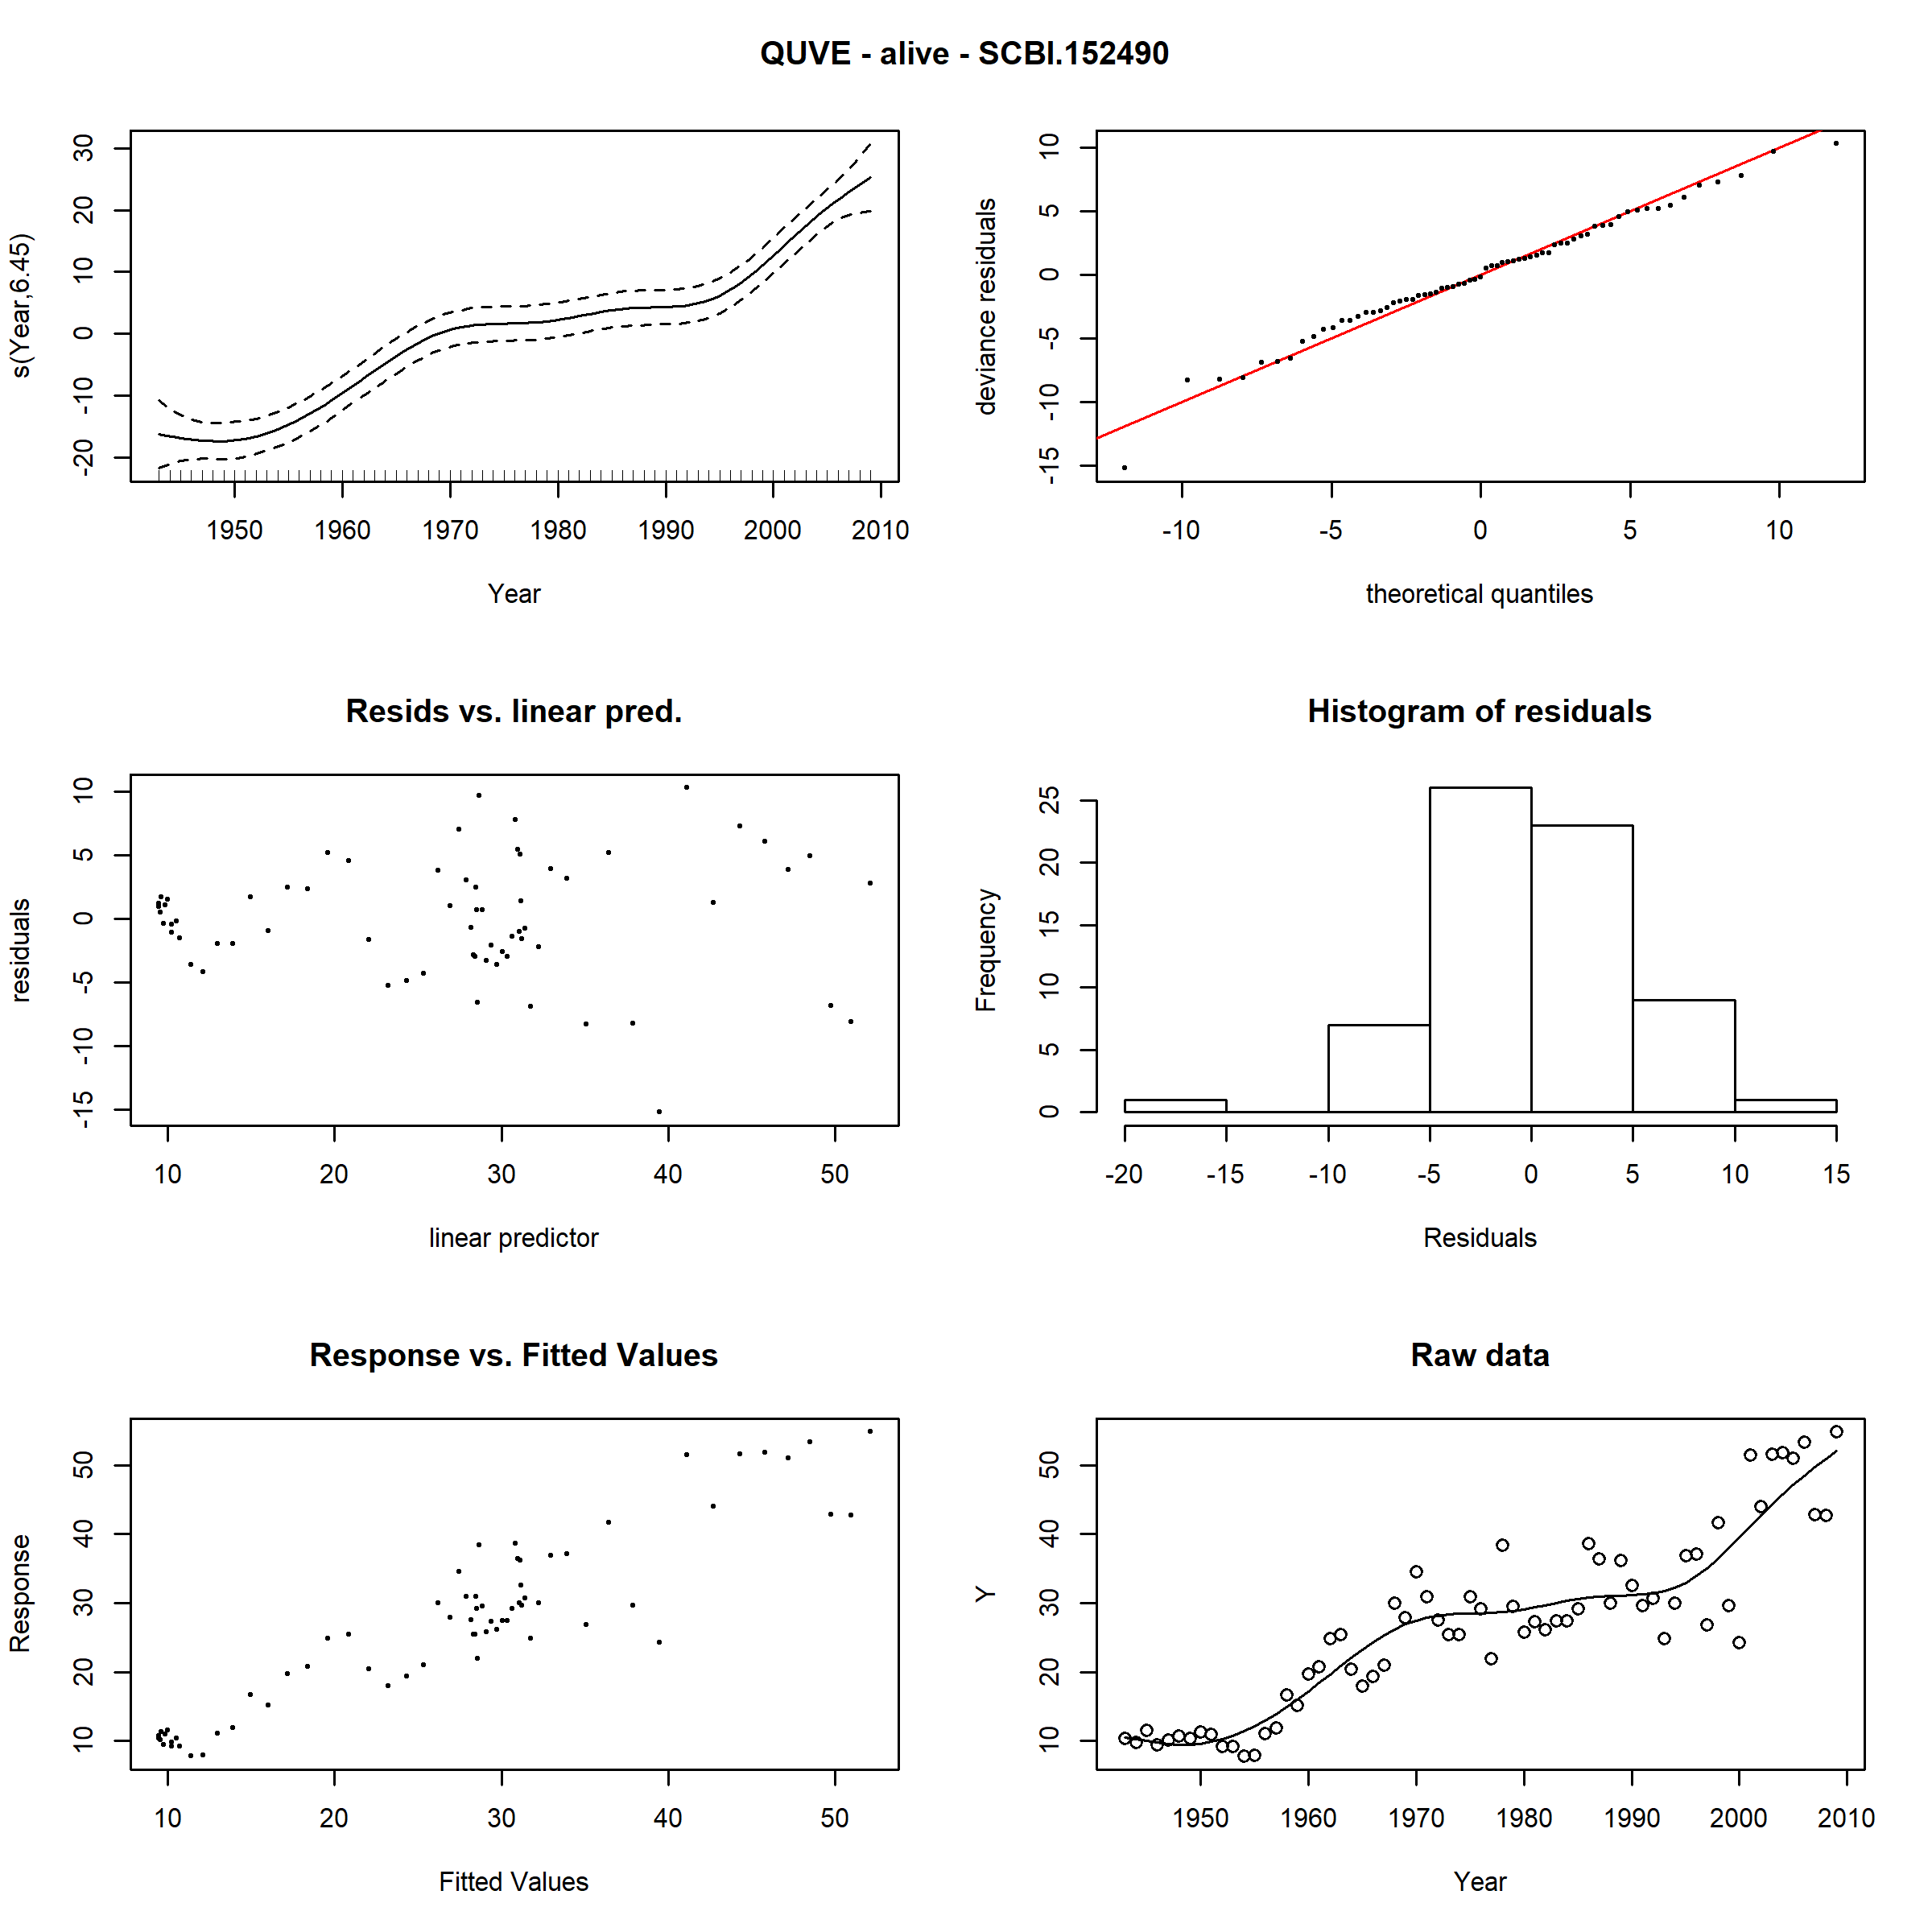 QUVE - alive - SCBI.152490
s(Year,6.45)
30
20
10
0
-10
-20
1950 1960 1970 1980 1990 2000 2010
Year
deviance residuals
10
5
0
-5
-10
-15
-10 -5 0 5 10
theoretical quantiles
Resids vs. linear pred.
residuals
10
5
0
-5
-10
-15
10 20 30 40 50
linear predictor
Histogram of residuals
Frequency
25
20
15
10
5
0
-20 -15 -10 -5 0 5 10 15
Residuals
Response vs. Fitted Values
Response
50
40
30
20
10
10 20 30 40 50
Fitted Values
Raw data
Y
50
40
30
20
10
1950 1960 1970 1980 1990 2000 2010
Year